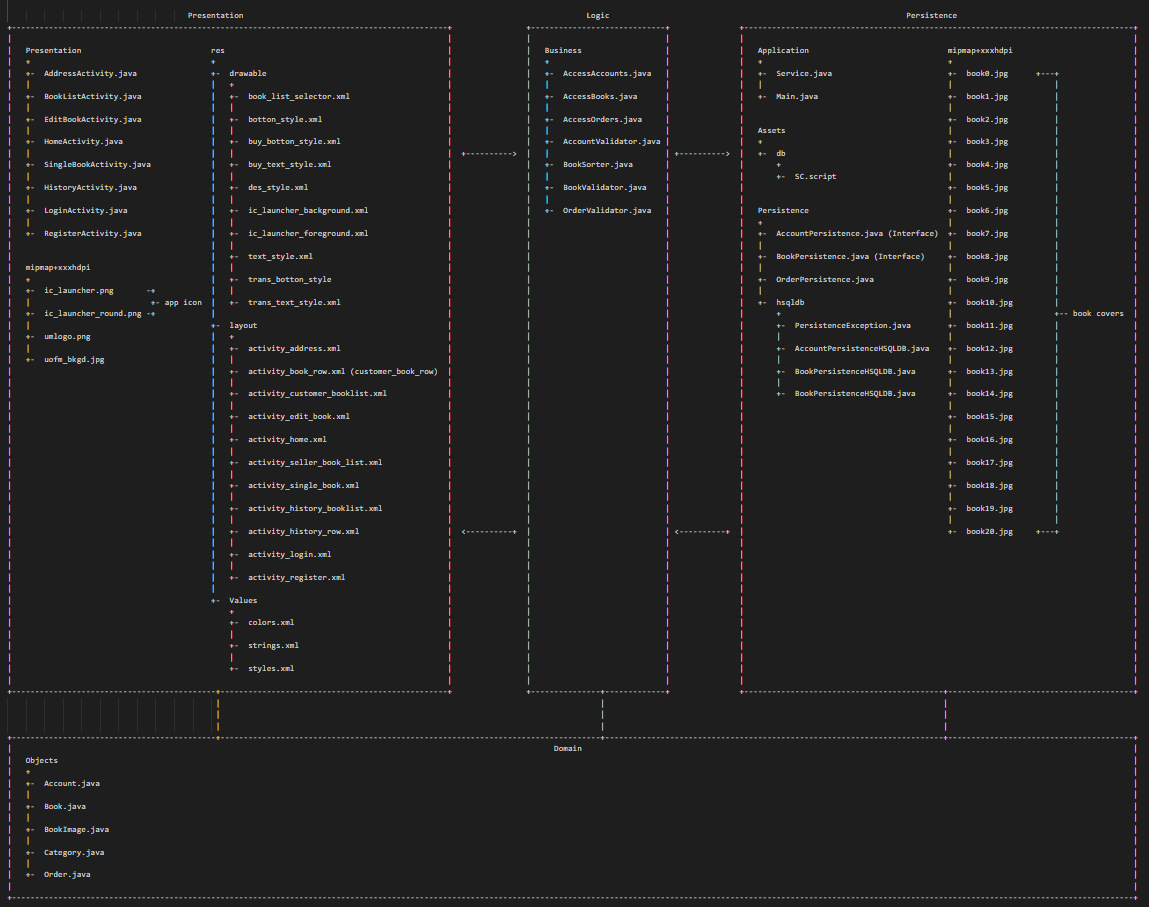 Presentation
Presentation
AddressActivity.java
BookListActivity.java
EditBookActivity.java
HomeActivity.java
SingleBookActivity.java
HistoryActivity.java
LoginActivity.java
RegisterActivity.java
mipmap+xxxhdpi
ic_launcher.png
app icon
ic_launcher_round.png
umlogo.png
uofm_bkgd.jpg
res
drawable
book_list_selector.xml
botton_style.xml
buy_botton_style.xml
buy_text_style.xml
des_style.xml
ic_launcher_background.xml
ic_launcher_foreground.xml
text_style.xml
trans_botton_style
trans_text_style.xml
layout
activity_address.xml
activity_book_row.xml (customer_book_row)
activity_customer_booklist.xml
activity_edit_book.xml
activity_home.xml
activity_seller_book_list.xml
activity_single_book.xml
activity_history_booklist.xml
activity_history_row.xml
activity_login.xml
activity_register.xml
Values
colors.xml
strings.xml
styles.xml
Logic
Business
AccessAccounts.java
AccessBooks.java
AccessOrders.java
AccountValidator.java
BookSorter.java
BookValidator.java
OrderValidator.java
Persistence
Application
Service.java
Main.java
Assets
db
SC.script
Persistence
AccountPersistence.java (Interface)
BookPersistence.java (Interface)
OrderPersistence.java
hsqldb
PersistenceException.java
AccountPersistenceHSQLDB.java
BookPersistenceHSQLDB.java
BookPersistenceHSQLDB.java
mipmap+xxxhdpi
book0.jpg
book1.jpg
book2.jpg
book3.jpg
book4.jpg
book5.jpg
book6.jpg
book7.jpg
book8.jpg
book9.jpg
book10.jpg
book11.jpg
book12.jpg
book13.jpg
book14.jpg
book15.jpg
book16.jpg
book17.jpg
book18.jpg
book19.jpg
book20.jpg
book covers
Domain
Objects
Account.java
Book.java
BookImage.java
Category.java
Order.java